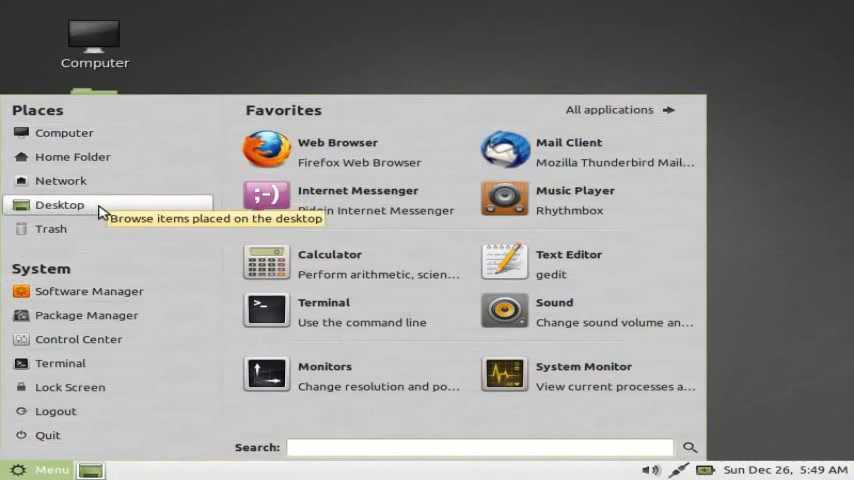 Computer
Places
Computer
Home Folder
Network
Desktop
Browse items placed on the desktop
Trash
System
Software Manager
Package Manager
Control Center
Terminal
Lock Screen
Logout
Quit
Favorites
All applications
Web Browser
Firefox Web Browser
Mail Client
Mozilla Thunderbird Mail...
;-)
Internet Messenger
Pidgin Internet Messenger
Music Player
Rhythmbox
Calculator
Perform arithmetic, scien...
Text Editor
gedit
>_
Terminal
Use the command line
Sound
Change sound volume an...
Monitors
Change resolution and po...
System Monitor
View current processes a...
Search:
Menu
Sun Dec 26, 5:49 AM